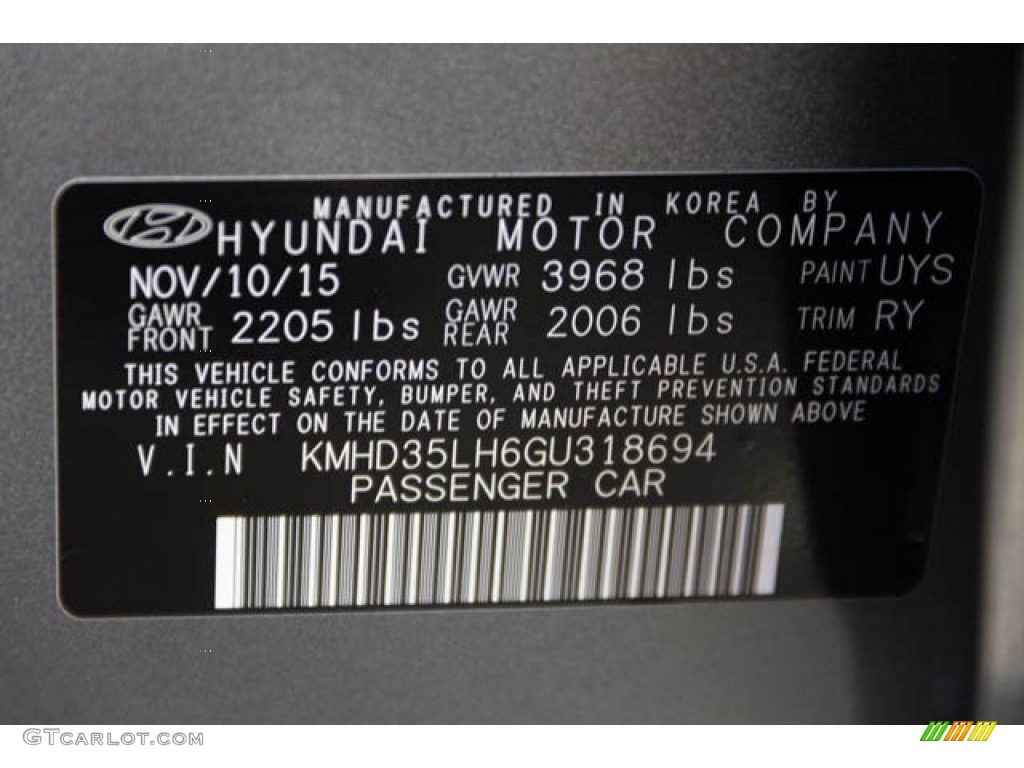 MANUFACTURED IN KOREA BY
HYUNDAI MOTOR COMPANY
NOV/10/15 GVWR 3968 lbs PAINT UYS
GAWR FRONT 2205 lbs GAWR REAR 2006 lbs TRIM RY
THIS VEHICLE CONFORMS TO ALL APPLICABLE U.S.A. FEDERAL
MOTOR VEHICLE SAFETY, BUMPER, AND THEFT PREVENTION STANDARDS
IN EFFECT ON THE DATE OF MANUFACTURE SHOWN ABOVE
V.I.N KMHD35LH6GU318694
PASSENGER CAR
GTCARLOT.COM